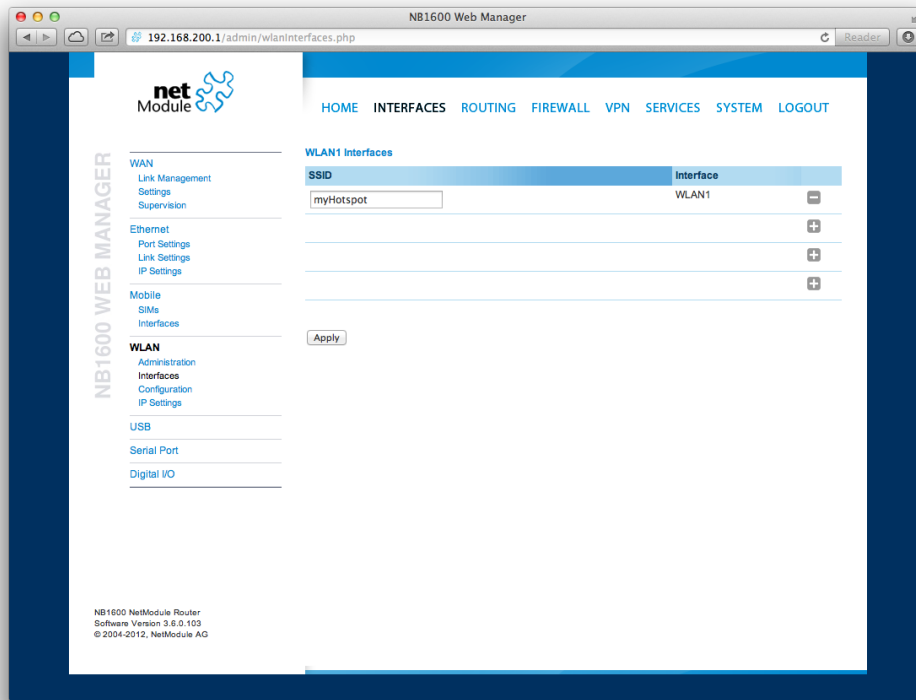 NB1600 Web Manager
192.168.200.1/admin/wlanInterfaces.php
Reader
net
Module
HOME INTERFACES ROUTING FIREWALL VPN SERVICES SYSTEM LOGOUT
NB1600 WEB MANAGER
WAN
Link Management
Settings
Supervision
Ethernet
Port Settings
Link Settings
IP Settings
Mobile
SIMs
Interfaces
WLAN
Administration
Interfaces
Configuration
IP Settings
USB
Serial Port
Digital I/O
WLAN1 Interfaces
SSID Interface
myHotspot WLAN1
Apply
NB1600 NetModule Router
Software Version 3.6.0.103
© 2004-2012, NetModule AG